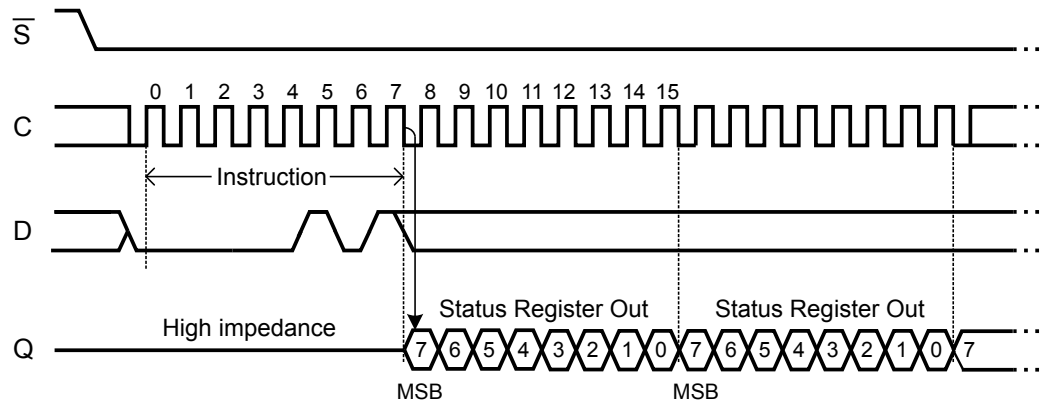 S
0 1 2 3 4 5 6 7 8 9 10 11 12 13 14 15
C
Instruction
D
High impedance
Status Register Out
Status Register Out
Q
7 6 5 4 3 2 1 0 7 6 5 4 3 2 1 0 7
MSB
MSB